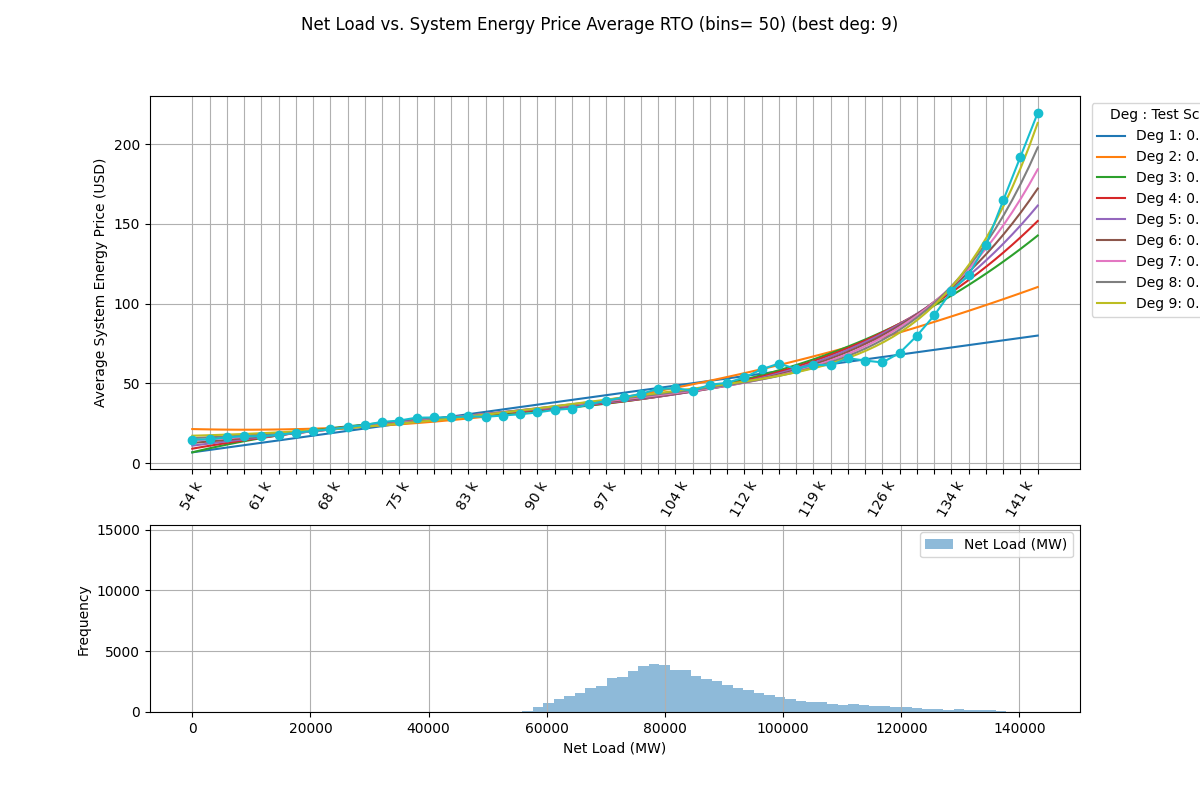 Net Load vs. System Energy Price Average RTO (bins= 50) (best deg: 9)
Average System Energy Price (USD)
200
150
100
50
0
54 k
61 k
68 k
75 k
83 k
90 k
97 k
104 k
112 k
119 k
126 k
134 k
141 k
Deg : Test Sc
Deg 1: 0.
Deg 2: 0.
Deg 3: 0.
Deg 4: 0.
Deg 5: 0.
Deg 6: 0.
Deg 7: 0.
Deg 8: 0.
Deg 9: 0.
Frequency
15000
10000
5000
0
Net Load (MW)
0
20000
40000
60000
80000
100000
120000
140000
Net Load (MW)